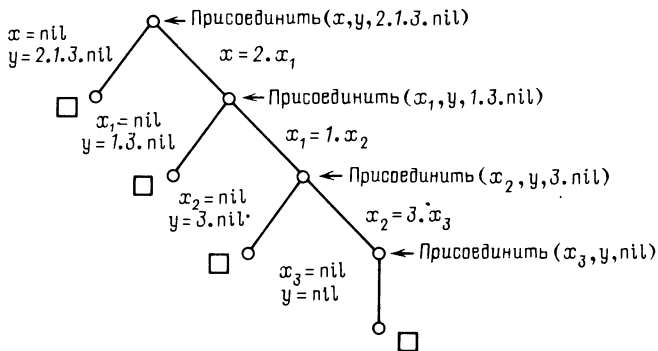 Присоединить (x, y, 2.1.3.nil)
x = nil
y = 2.1.3.nil
x = 2.x₁
Присоединить (x₁, y, 1.3.nil)
x₁ = nil
y = 1.3.nil
x₁ = 1.x₂
Присоединить (x₂, y, 3.nil)
x₂ = nil
y = 3.nil
x₂ = 3.x₃
Присоединить (x₃, y, nil)
x₃ = nil
y = nil